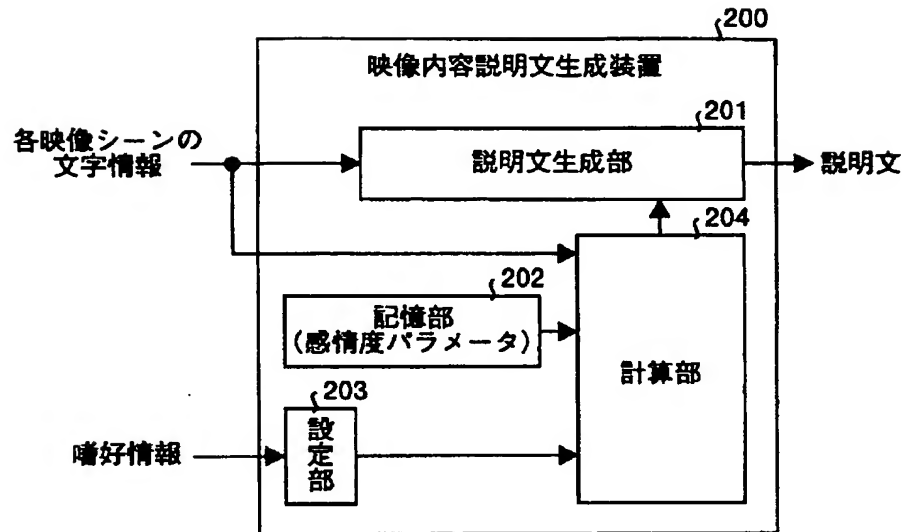 200
映像内容説明文生成装置
各映像シーンの
文字情報
201
説明文生成部
説明文
204
計算部
202
記憶部
(感情度パラメータ)
203
設定部
嗜好情報